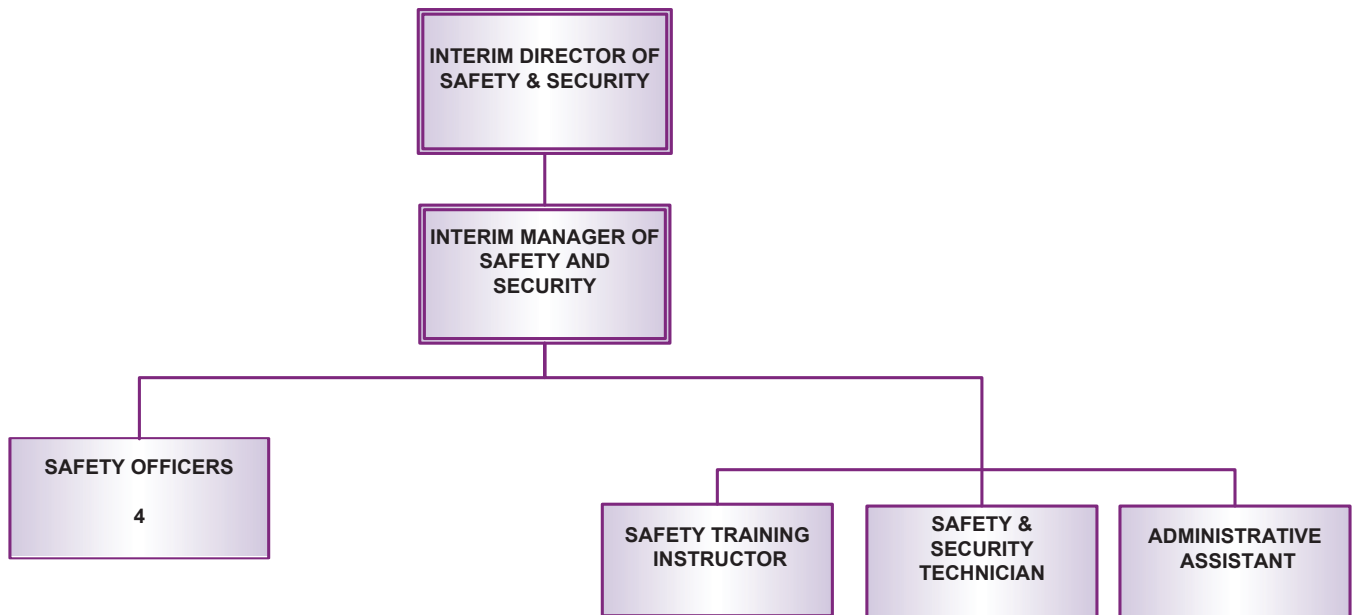 INTERIM DIRECTOR OF
SAFETY & SECURITY
INTERIM MANAGER OF
SAFETY AND
SECURITY
SAFETY OFFICERS
4
SAFETY TRAINING
INSTRUCTOR
SAFETY &
SECURITY
TECHNICIAN
ADMINISTRATIVE
ASSISTANT